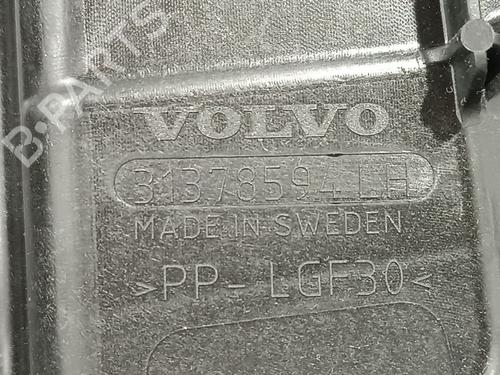 B-PARTS
VOLVO
31378594 LH
MADE IN SWEDEN
>PP- LGF30<